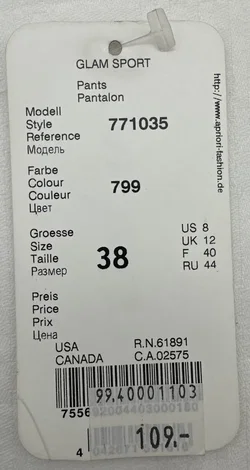 GLAM SPORT
Pants
Pantalon
http://www.apriori-fashion.de
Modell
Style
Reference
Модель
771035
Farbe
Colour
Couleur
Цвет
799
Groesse
Size
Taille
Размер
38
US 8
UK 12
F 40
RU 44
Preis
Price
Prix
Цена
USA R.N.61891
CANADA C.A.02575
99,40001103
7556
109.-
4